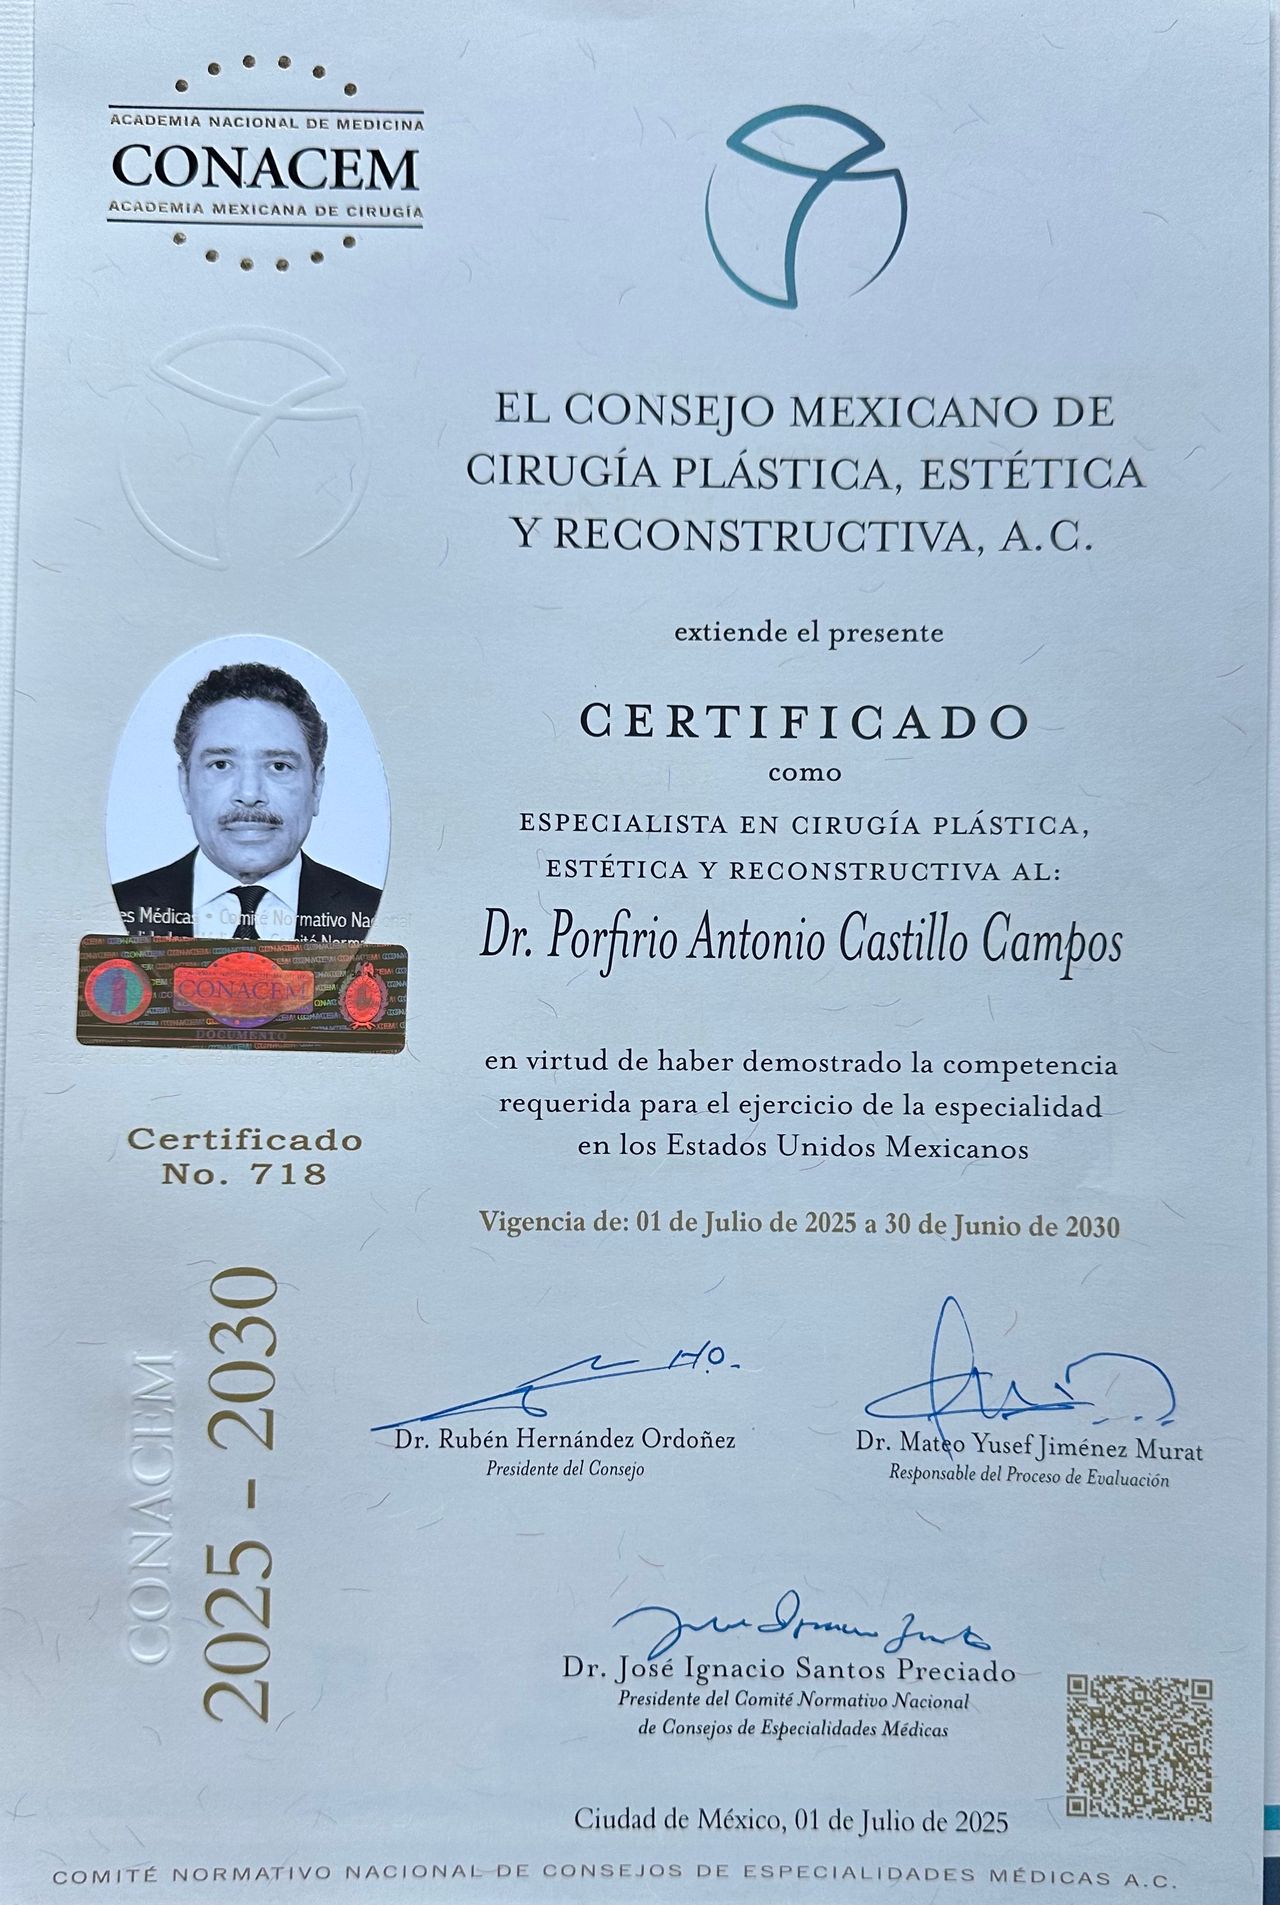 ACADEMIA NACIONAL DE MEDICINA
CONACEM
ACADEMIA MEXICANA DE CIRUGÍA
EL CONSEJO MEXICANO DE
CIRUGÍA PLÁSTICA, ESTÉTICA
Y RECONSTRUCTIVA, A.C.
extiende el presente
CERTIFICADO
como
ESPECIALISTA EN CIRUGÍA PLÁSTICA,
ESTÉTICA Y RECONSTRUCTIVA AL:
Dr. Porfirio Antonio Castillo Campos
es Médicas • Comité Normativo Na
CONACEM
DOCUMENTO
en virtud de haber demostrado la competencia
requerida para el ejercicio de la especialidad
en los Estados Unidos Mexicanos
Certificado
No. 718
Vigencia de: 01 de Julio de 2025 a 30 de Junio de 2030
CONACEM
2025 - 2030
H.O.
Dr. Rubén Hernández Ordoñez
Presidente del Consejo
Dr. Mateo Yusef Jiménez Murat
Responsable del Proceso de Evaluación
Dr. José Ignacio Santos Preciado
Presidente del Comité Normativo Nacional
de Consejos de Especialidades Médicas
Ciudad de México, 01 de Julio de 2025
COMITÉ NORMATIVO NACIONAL DE CONSEJOS DE ESPECIALIDADES MÉDICAS A.C.